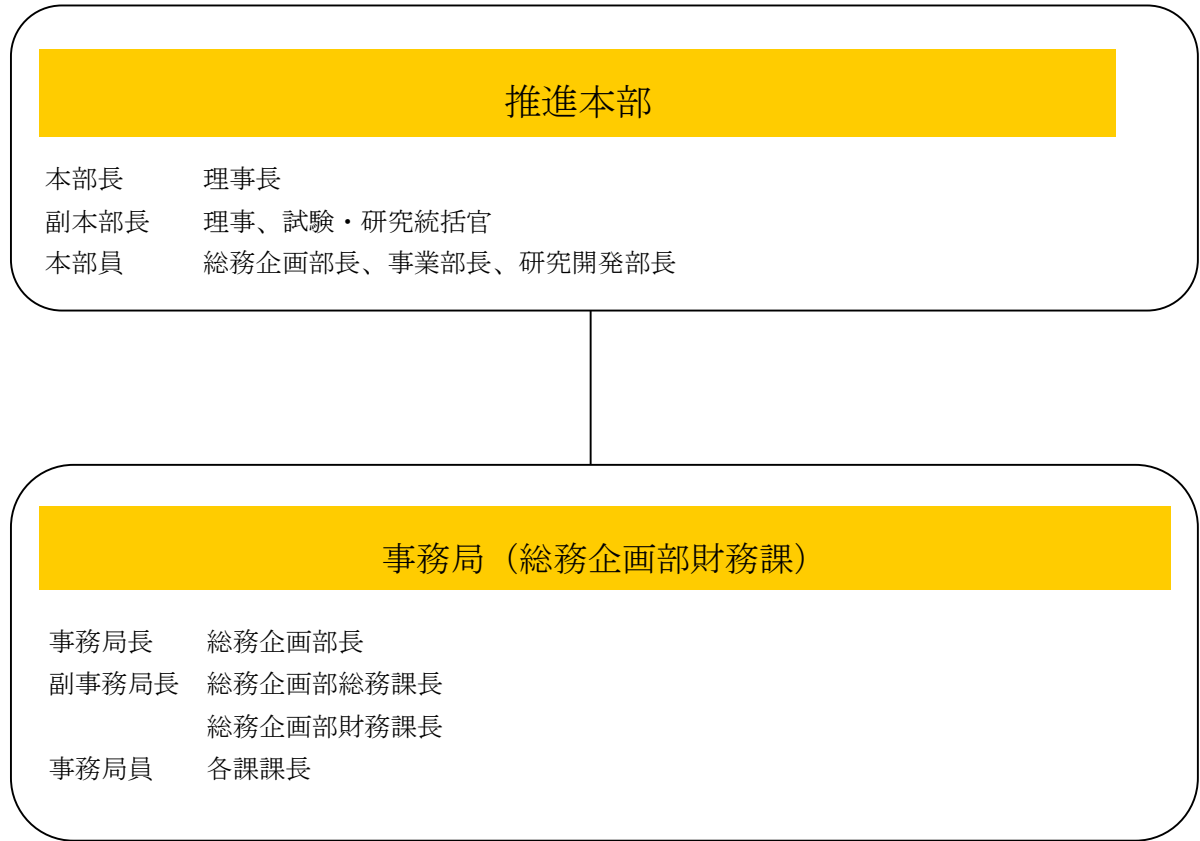 推進本部
本部長　理事長
副本部長　理事、試験・研究統括官
本部員　総務企画部長、事業部長、研究開発部長
事務局（総務企画部財務課）
事務局長　総務企画部長
副事務局長　総務企画部総務課長
総務企画部財務課長
事務局員　各課課長